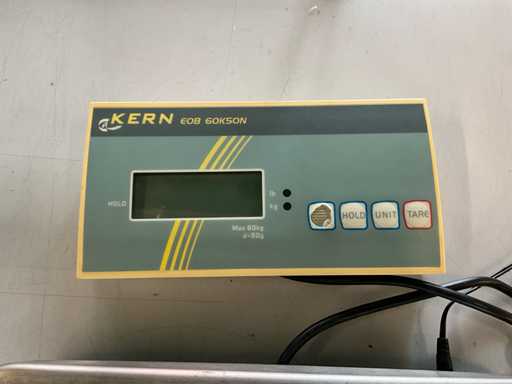 KERN EOB 60K50N
lb
HOLD
kg
HOLD UNIT TARE
Max 60kg
d=50g